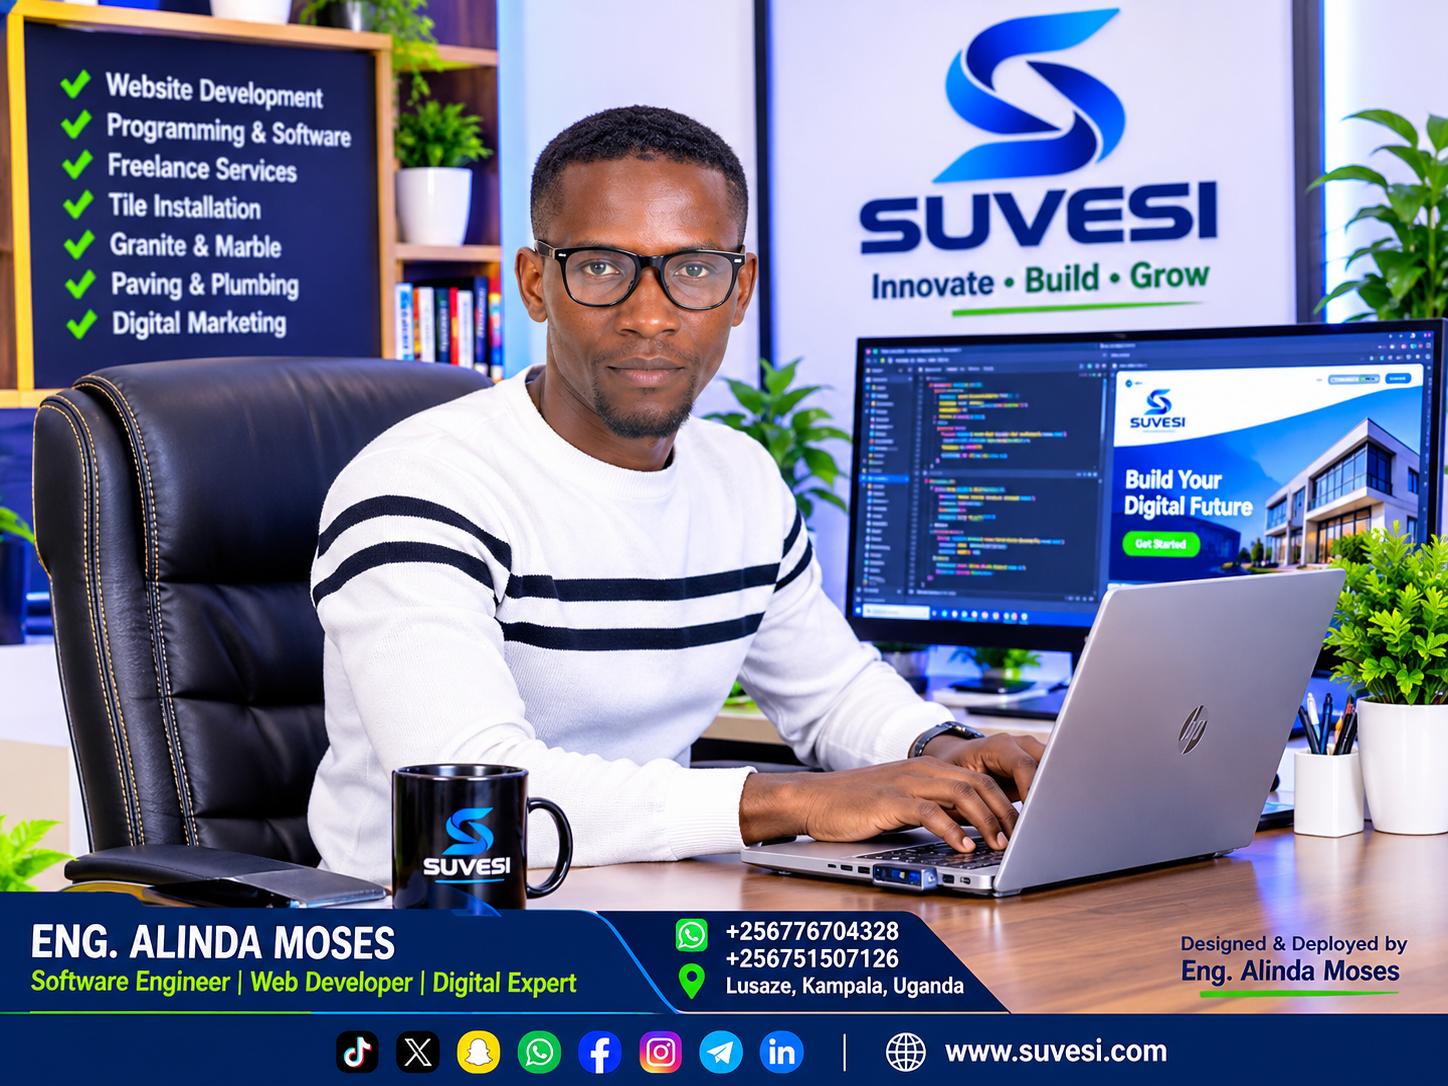 Website Development
Programming & Software
Freelance Services
Tile Installation
Granite & Marble
Paving & Plumbing
Digital Marketing
SUVESI
Innovate • Build • Grow
SUVESI
Build Your
Digital Future
Get Started
hp
SUVESI
ENG. ALINDA MOSES
Software Engineer | Web Developer | Digital Expert
+256776704328
+256751507126
Lusaze, Kampala, Uganda
Designed & Deployed by
Eng. Alinda Moses
www.suvesi.com